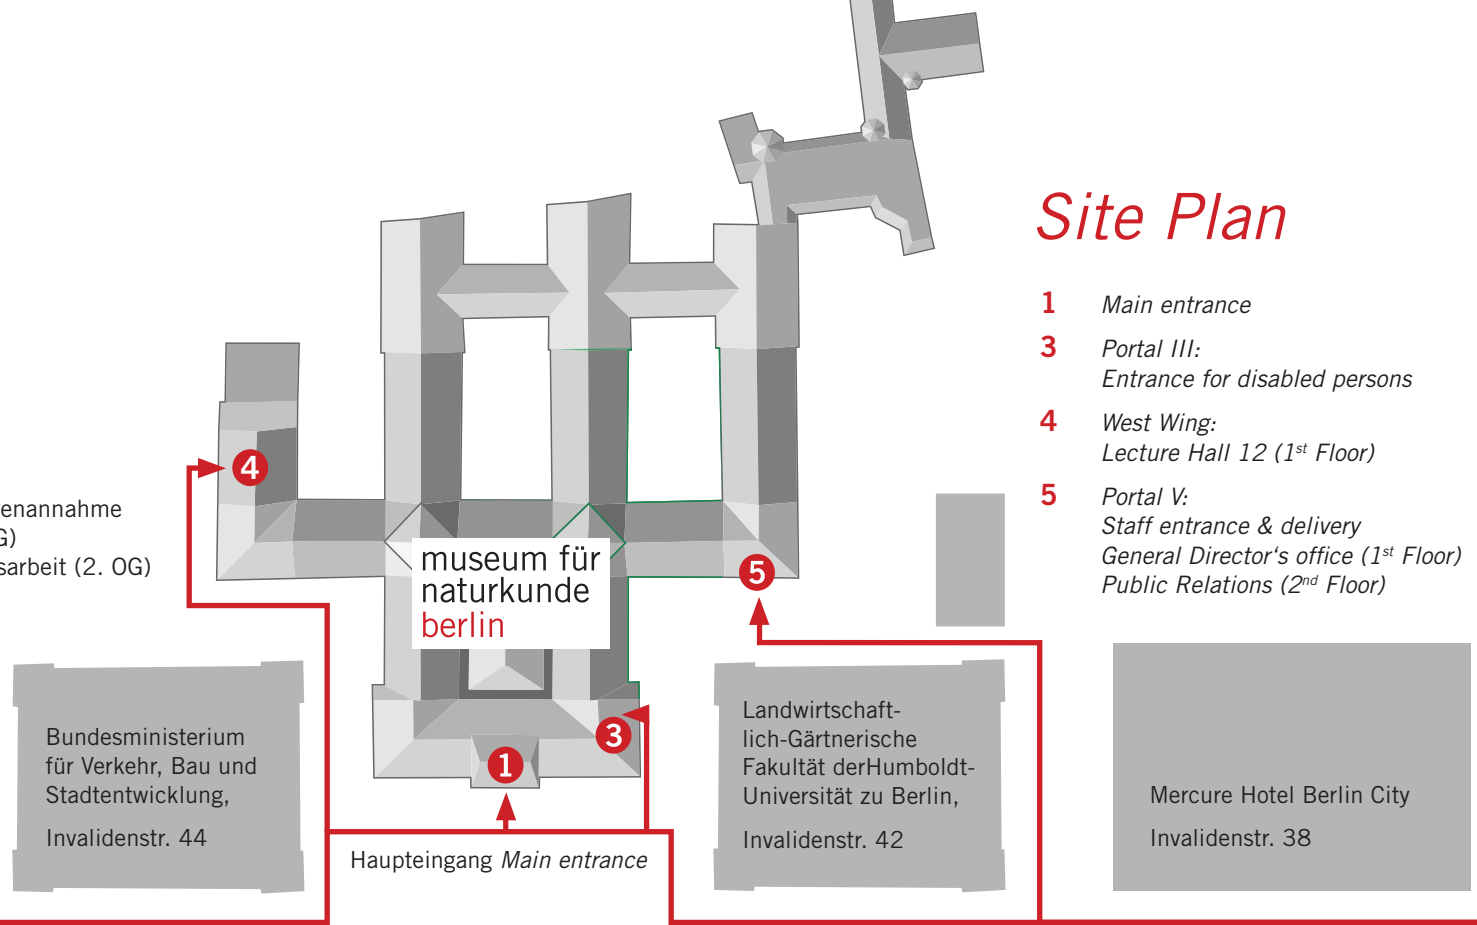 Site Plan
1 Main entrance
3 Portal III:
Entrance for disabled persons
4 West Wing:
Lecture Hall 12 (1st Floor)
5 Portal V:
Staff entrance & delivery
General Director‘s office (1st Floor)
Public Relations (2nd Floor)
4
enannahme
G)
sarbeit (2. OG)
museum für
naturkunde
berlin
5
3
1
Bundesministerium
für Verkehr, Bau und
Stadtentwicklung,
Invalidenstr. 44
Haupteingang Main entrance
Landwirtschaft-
lich-Gärtnerische
Fakultät derHumboldt-
Universität zu Berlin,
Invalidenstr. 42
Mercure Hotel Berlin City
Invalidenstr. 38